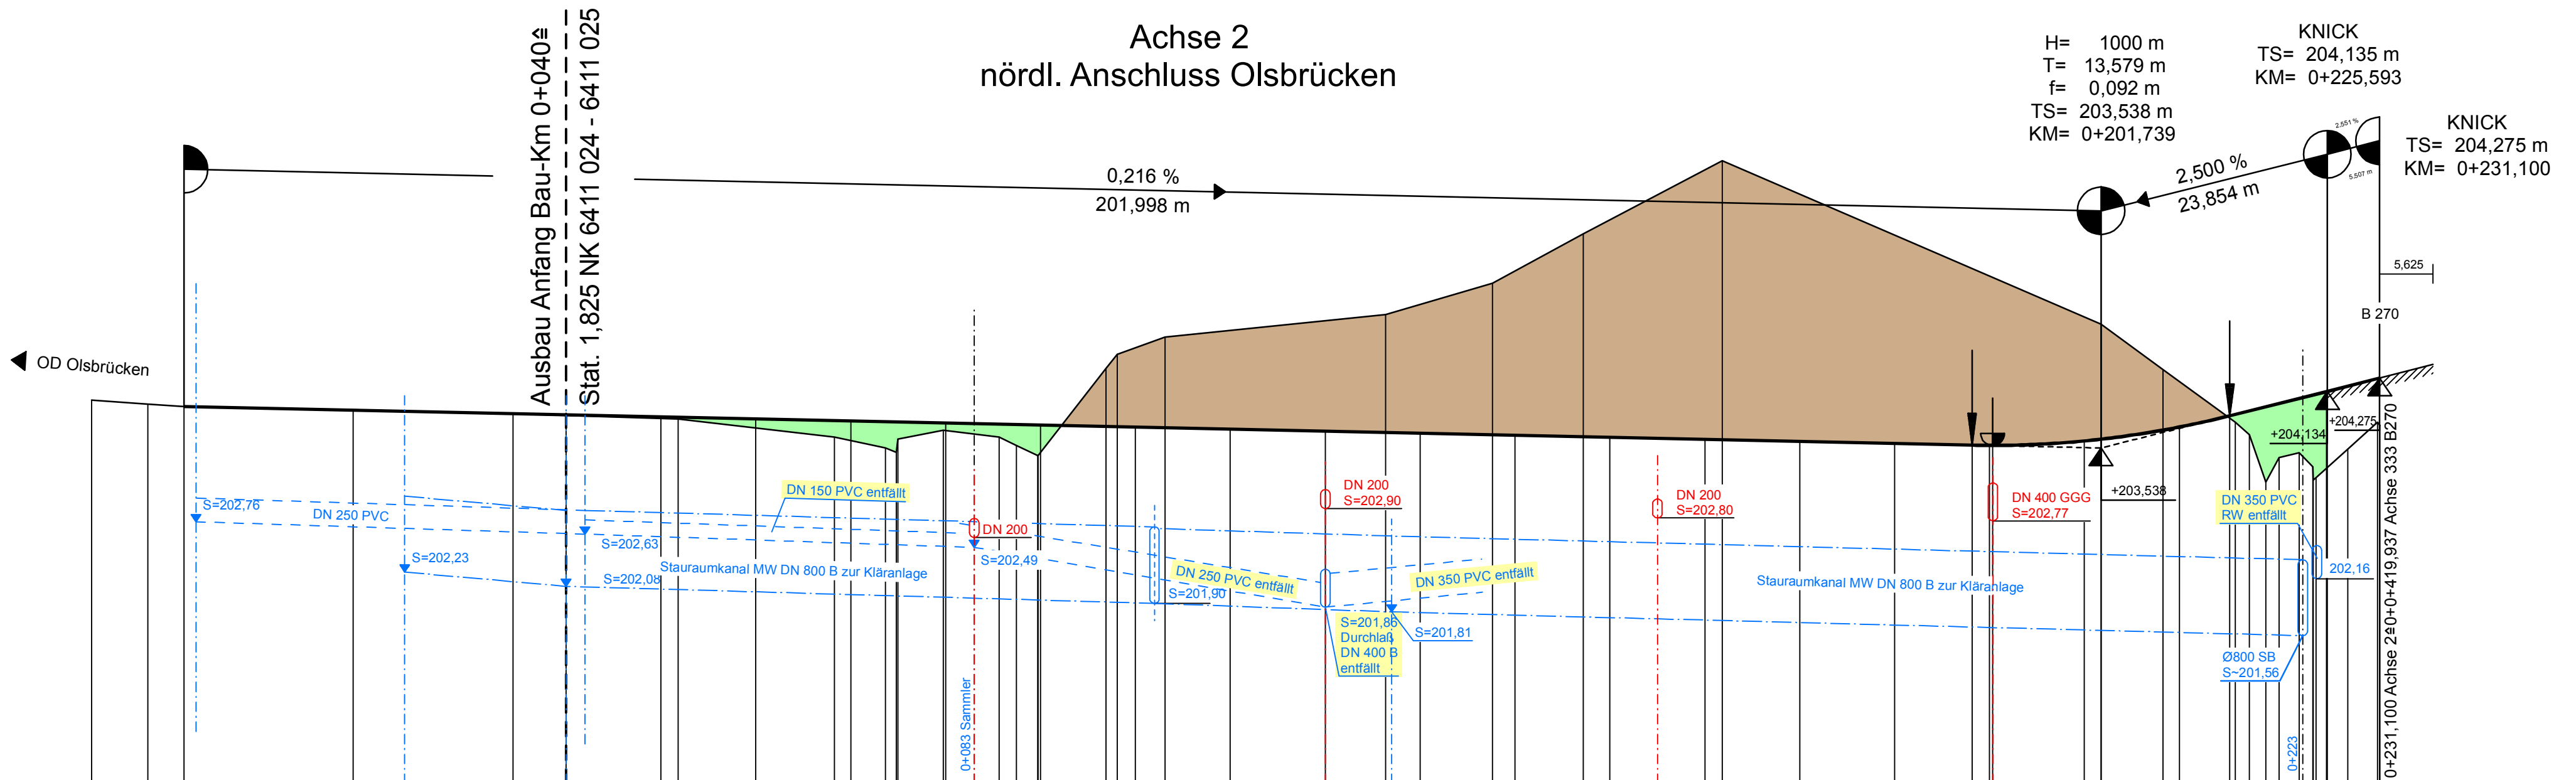 Achse 2
nördl. Anschluss Olsbrücken
Ausbau Anfang Bau-Km 0+040≙
Stat. 1,825 NK 6411 024 - 6411 025
H= 1000 m
T= 13,579 m
f= 0,092 m
TS= 203,538 m
KM= 0+201,739
KNICK
TS= 204,135 m
KM= 0+225,593
KNICK
TS= 204,275 m
KM= 0+231,100
0,216 %
201,998 m
2,500 %
23,854 m
2.551 %
5.507 m
5,625
B 270
OD Olsbrücken
+204,134
+204,275
+203,538
S=202,76
DN 250 PVC
S=202,23
S=202,63
S=202,08
DN 150 PVC entfällt
Stauraumkanal MW DN 800 B zur Kläranlage
DN 200
S=202,49
0+083 Sammler
DN 250 PVC entfällt
S=201,90
DN 200
S=202,90
S=201,86
Durchlaß
DN 400 B
entfällt
S=201,81
DN 350 PVC entfällt
DN 200
S=202,80
Stauraumkanal MW DN 800 B zur Kläranlage
DN 400 GGG
S=202,77
DN 350 PVC
RW entfällt
202,16
Ø800 SB
S~201,56
0+223
0+231,100 Achse 2≙0+419,937 Achse 333 B270